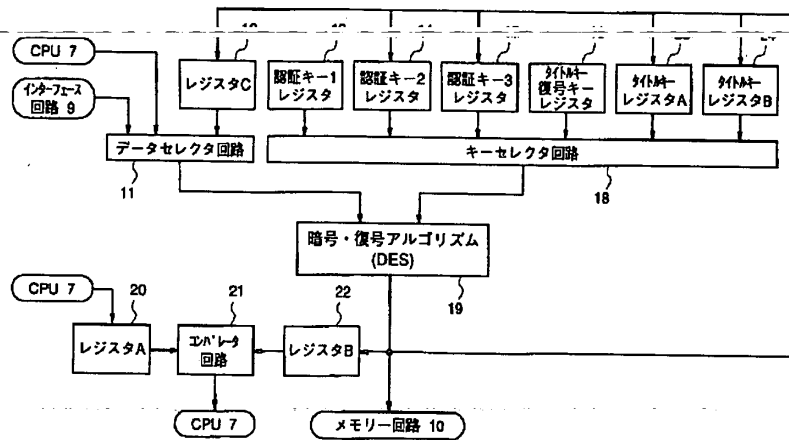 CPU 7
インターフェース
回路 9
レジスタC
認証キー1
レジスタ
認証キー2
レジスタ
認証キー3
レジスタ
タイトルキー
復号キー
レジスタ
タイトルキー
レジスタA
タイトルキー
レジスタB
データセレクタ回路
11
キーセレクタ回路
18
暗号・復号アルゴリズム
(DES)
19
CPU 7
20
レジスタA
21
コンパレータ
回路
22
レジスタB
CPU 7
メモリー回路 10